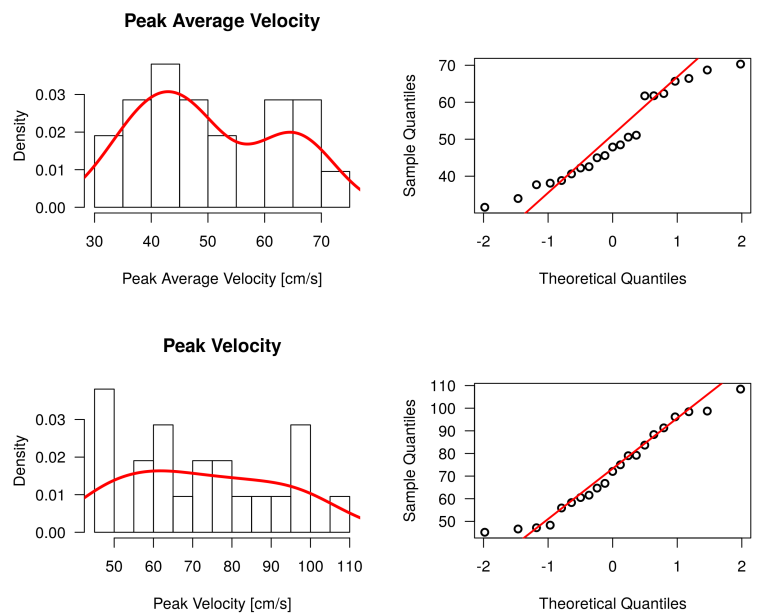 Peak Average Velocity
Density
0.00
0.01
0.02
0.03
30 40 50 60 70
Peak Average Velocity [cm/s]
Sample Quantiles
40
50
60
70
-2 -1 0 1 2
Theoretical Quantiles
Peak Velocity
Density
0.00
0.01
0.02
0.03
50 60 70 80 90 100 110
Peak Velocity [cm/s]
Sample Quantiles
50
60
70
80
90
100
110
-2 -1 0 1 2
Theoretical Quantiles